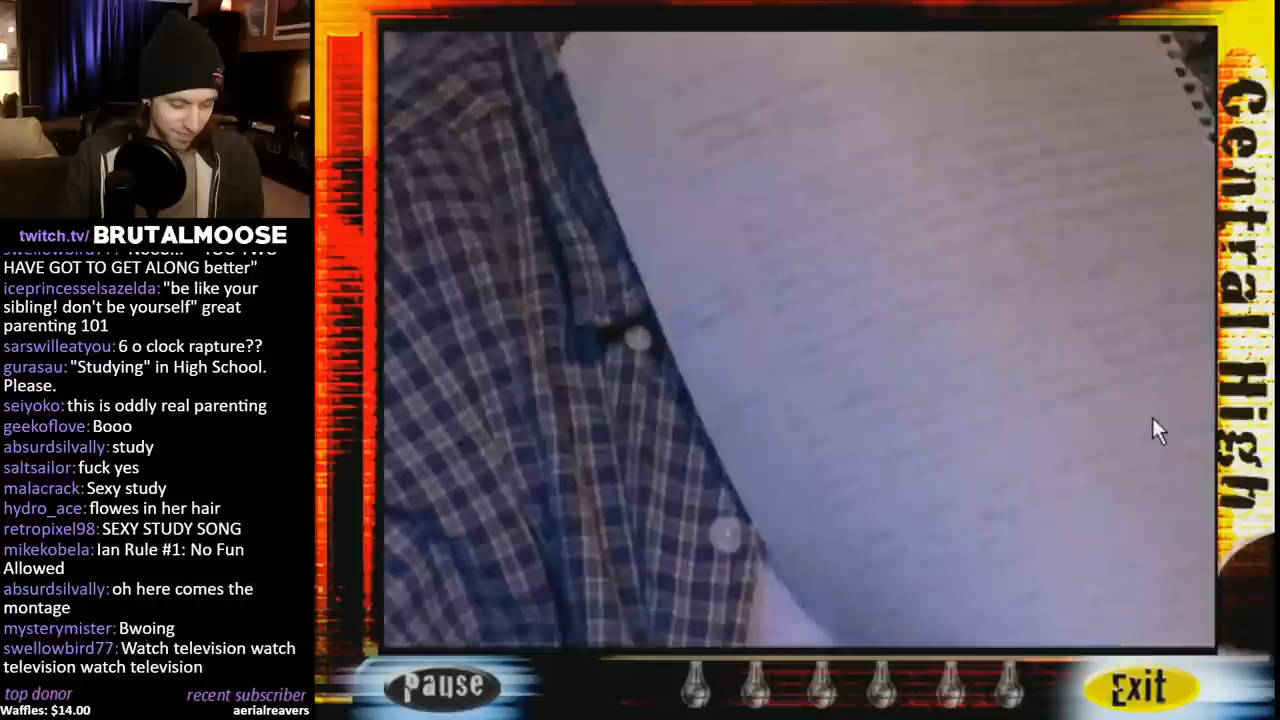 twitch.tv/ BRUTALMOOSE
HAVE GOT TO GET ALONG better"
iceprincesselsazelda: "be like your
sibling! don't be yourself" great
parenting 101
sarswilleatyou: 6 o clock rapture??
gurasau: "Studying" in High School.
Please.
seiyoko: this is oddly real parenting
geekoflove: Booo
absurdsilvally: study
saltsailor: fuck yes
malacrack: Sexy study
hydro_ace: flowes in her hair
retropixel98: SEXY STUDY SONG
mikekobela: Ian Rule #1: No Fun
Allowed
absurdsilvally: oh here comes the
montage
mysterymister: Bwoing
swellowbird77: Watch television watch
television watch television
top donor
Waffles: $14.00
recent subscriber
aerialreavers
Central High
Pause
Exit